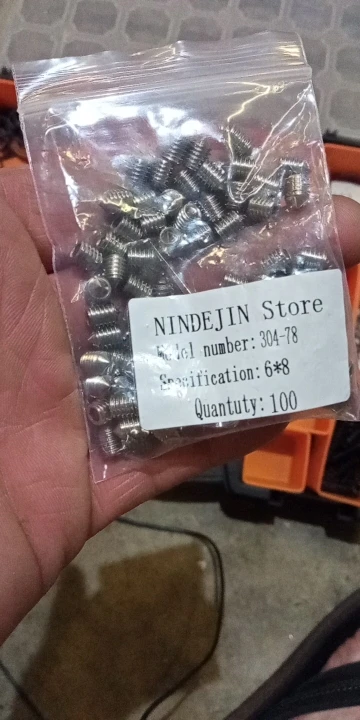 NINDEJIN Store
Model number: 304-78
Specification: 6*8
Quantuty: 100